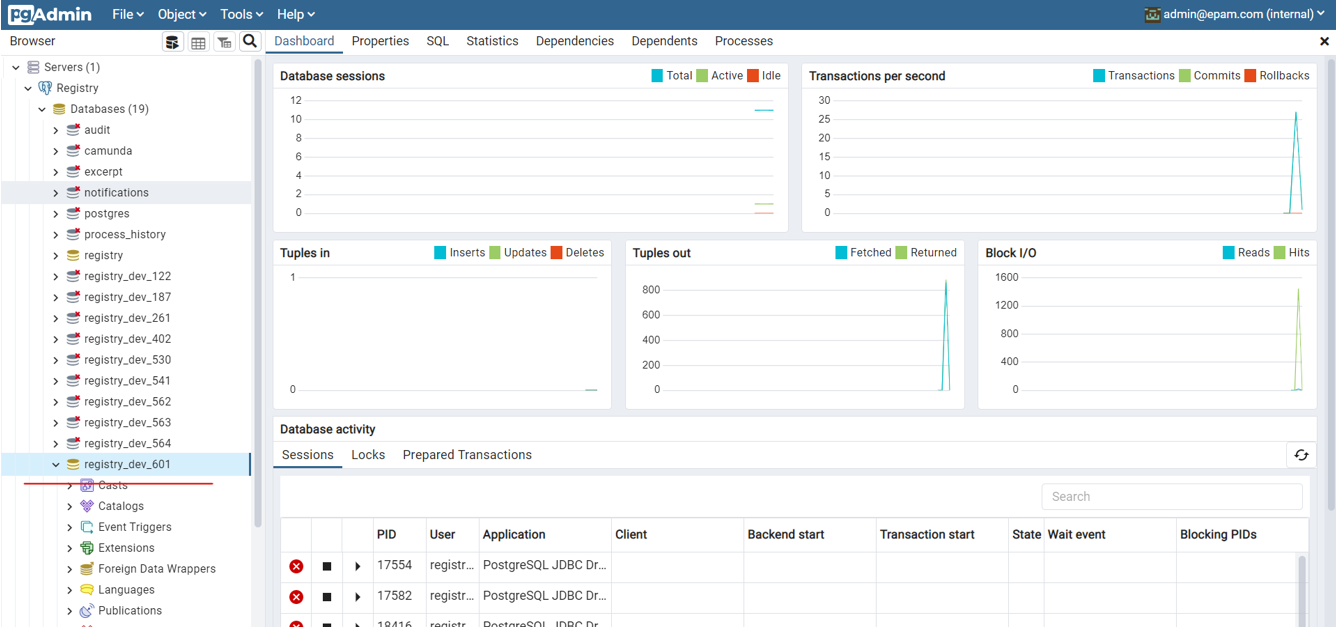 pgAdmin File Object Tools Help admin@epam.com (internal)
Browser Dashboard Properties SQL Statistics Dependencies Dependents Processes
Servers (1)
Registry
Databases (19)
audit
camunda
excerpt
notifications
postgres
process_history
registry
registry_dev_122
registry_dev_187
registry_dev_261
registry_dev_402
registry_dev_530
registry_dev_541
registry_dev_562
registry_dev_563
registry_dev_564
registry_dev_601
Casts
Catalogs
Event Triggers
Extensions
Foreign Data Wrappers
Languages
Publications
Database sessions Total Active Idle
12
10
8
6
4
2
0
Transactions per second Transactions Commits Rollbacks
30
25
20
15
10
5
0
Tuples in Inserts Updates Deletes
1
0
Tuples out Fetched Returned
800
600
400
200
0
Block I/O Reads Hits
1600
1200
800
400
0
Database activity
Sessions Locks Prepared Transactions
Search
PID User Application Client Backend start Transaction start State Wait event Blocking PIDs
17554 registr... PostgreSQL JDBC Dr...
17582 registr... PostgreSQL JDBC Dr...
18416 registr... PostgreSQL JDBC Dr...